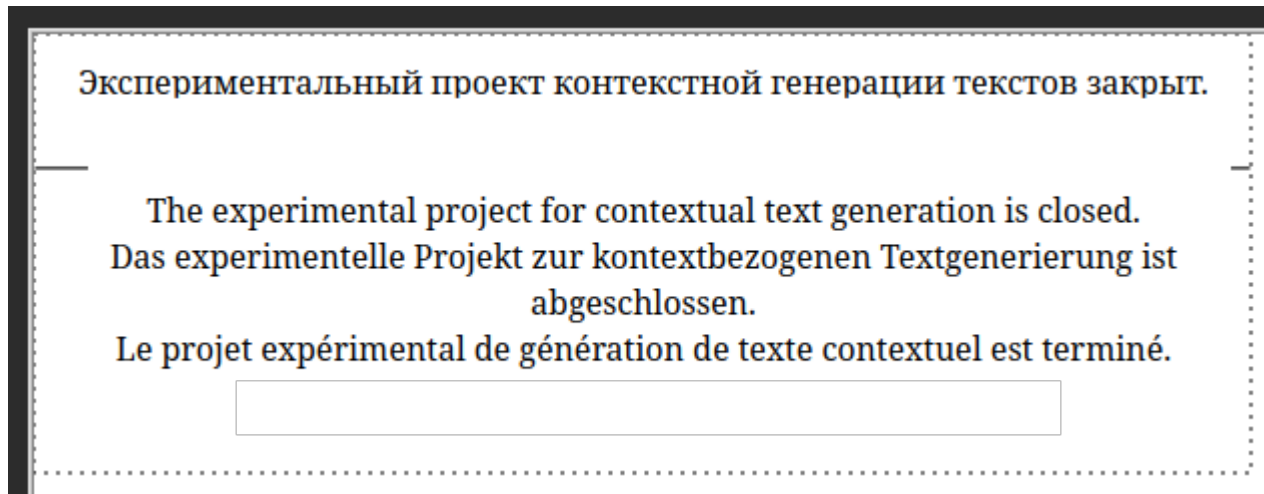 Экспериментальный проект контекстной генерации текстов закрыт.
The experimental project for contextual text generation is closed.
Das experimentelle Projekt zur kontextbezogenen Textgenerierung ist
abgeschlossen.
Le projet expérimental de génération de texte contextuel est terminé.